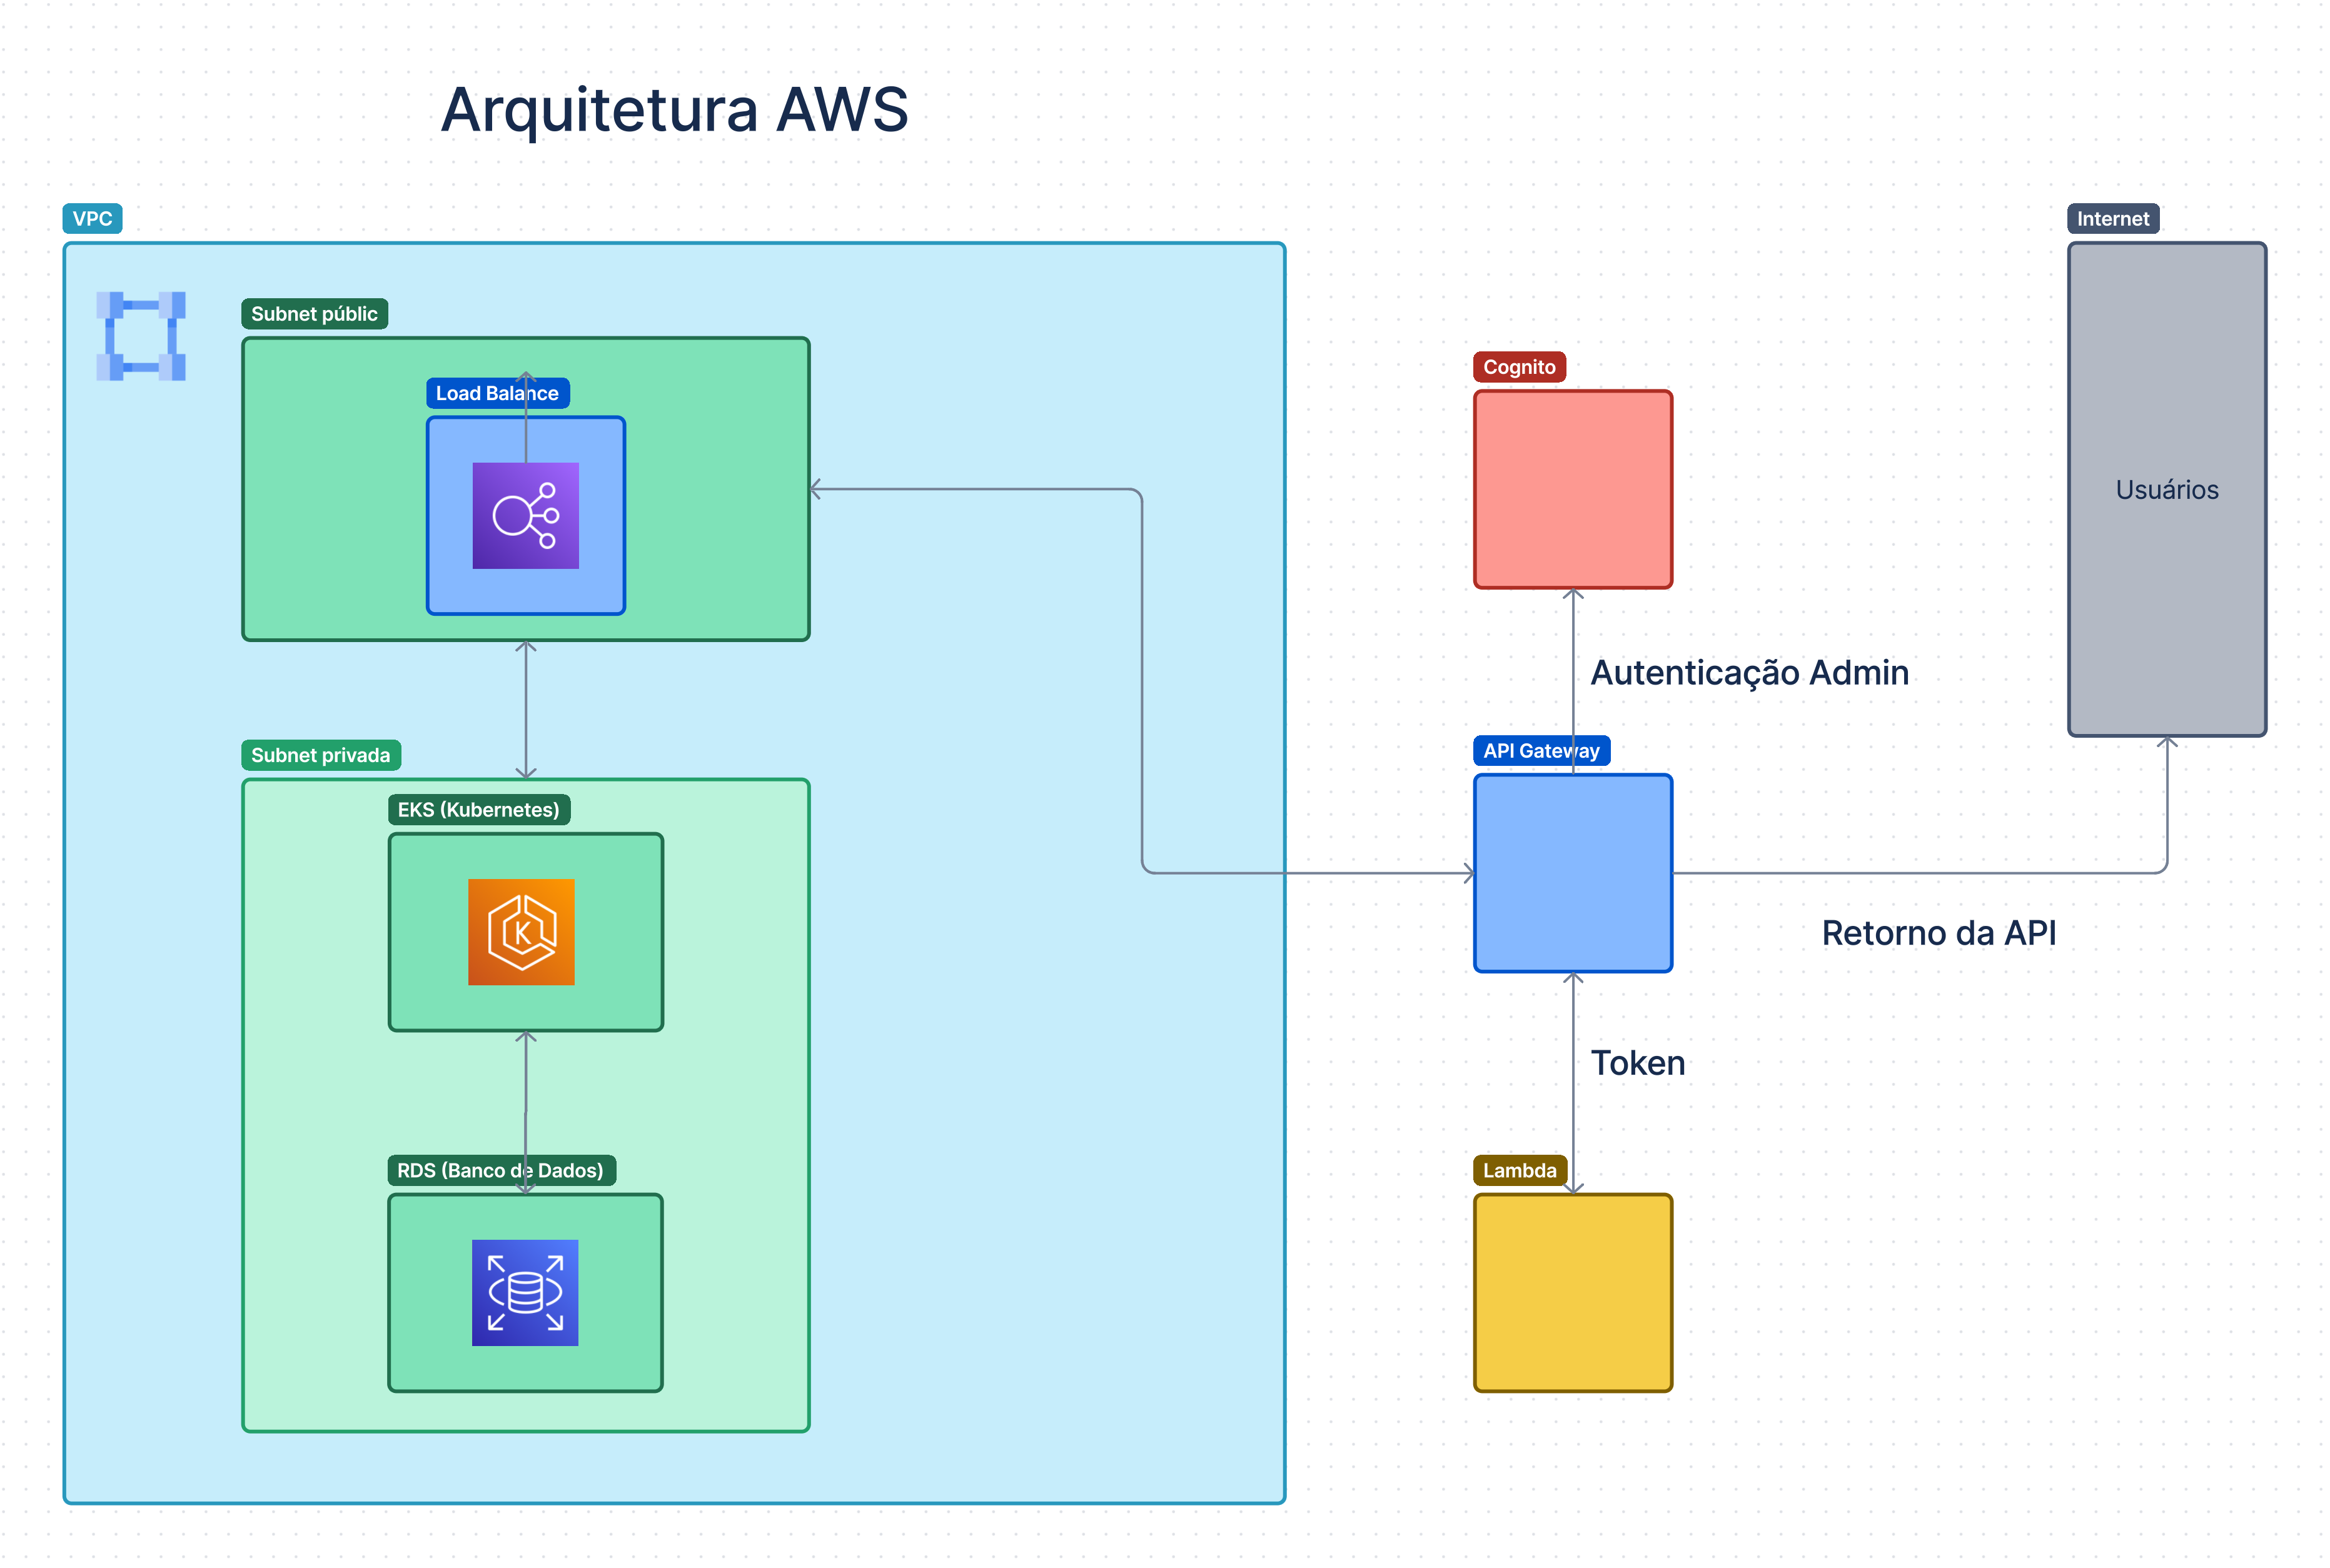 Arquitetura AWS
VPC
Internet
Subnet públic
Cognito
Load Balance
Usuários
Autenticação Admin
API Gateway
Subnet privada
EKS (Kubernetes)
K
Retorno da API
Token
RDS (Banco de Dados)
Lambda